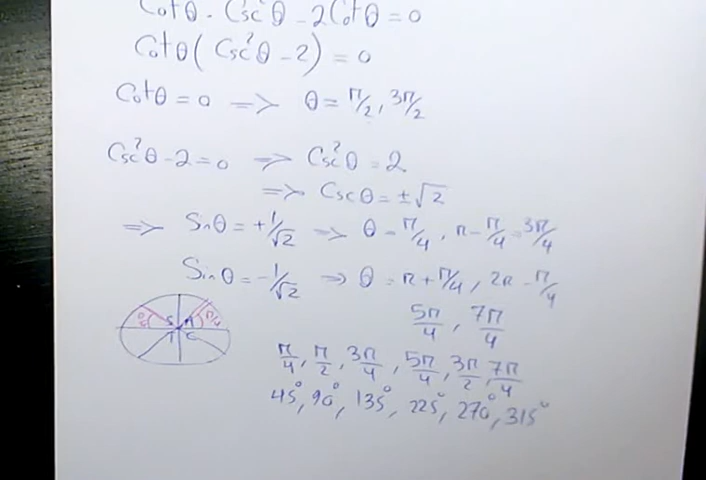 Cotθ · Csc²θ - 2Cotθ = 0
Cotθ ( Csc²θ - 2 ) = 0
Cotθ = 0 => θ = π/2 , 3π/2
Csc²θ - 2 = 0 => Csc²θ = 2
=> Cscθ = ±√2
=> Sinθ = +1/√2 => θ = π/4 , π - π/4 = 3π/4
Sinθ = -1/√2 => θ = π + π/4 , 2π - π/4
5π/4 , 7π/4
S A π/4
T C
π/4 , π/2 , 3π/4 , 5π/4 , 3π/2 , 7π/4
45° , 90° , 135° , 225° , 270° , 315°